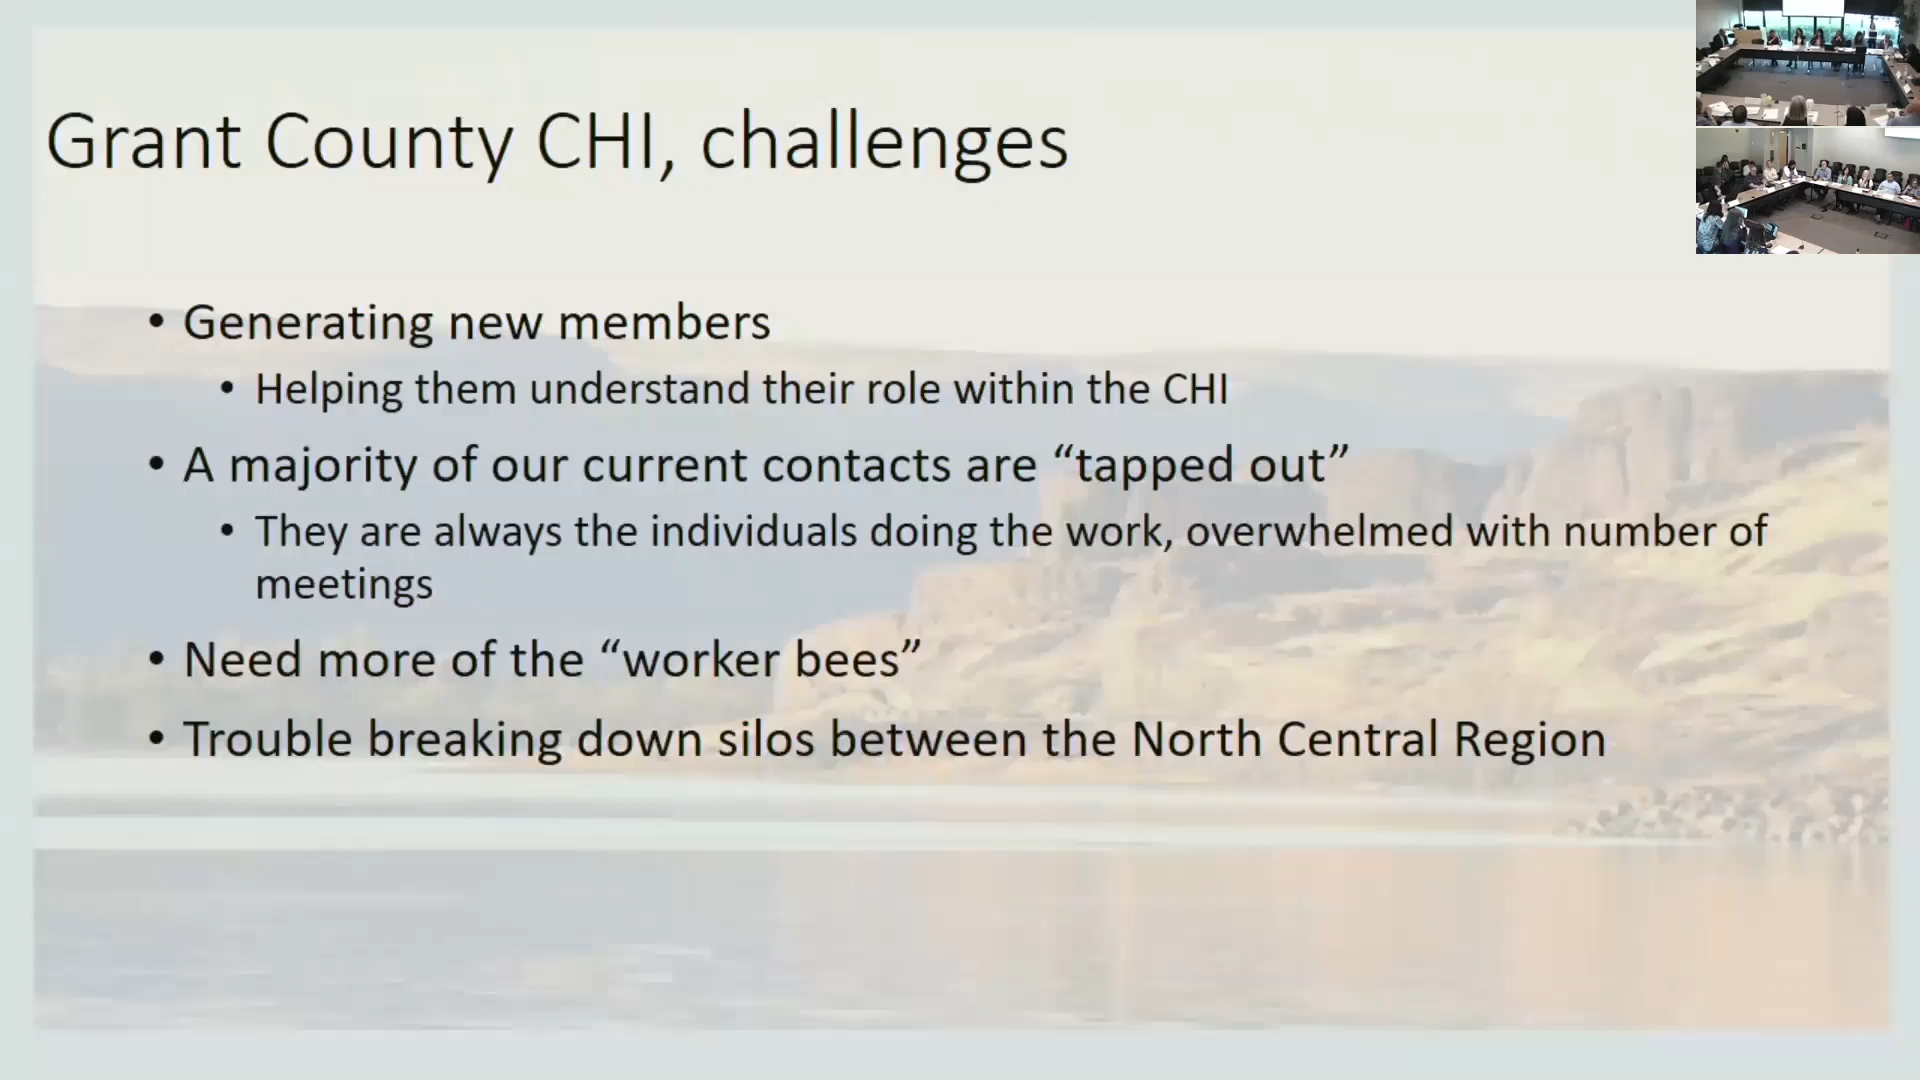 Grant County CHI, challenges
• Generating new members
• Helping them understand their role within the CHI
• A majority of our current contacts are “tapped out”
• They are always the individuals doing the work, overwhelmed with number of
meetings
• Need more of the “worker bees”
• Trouble breaking down silos between the North Central Region